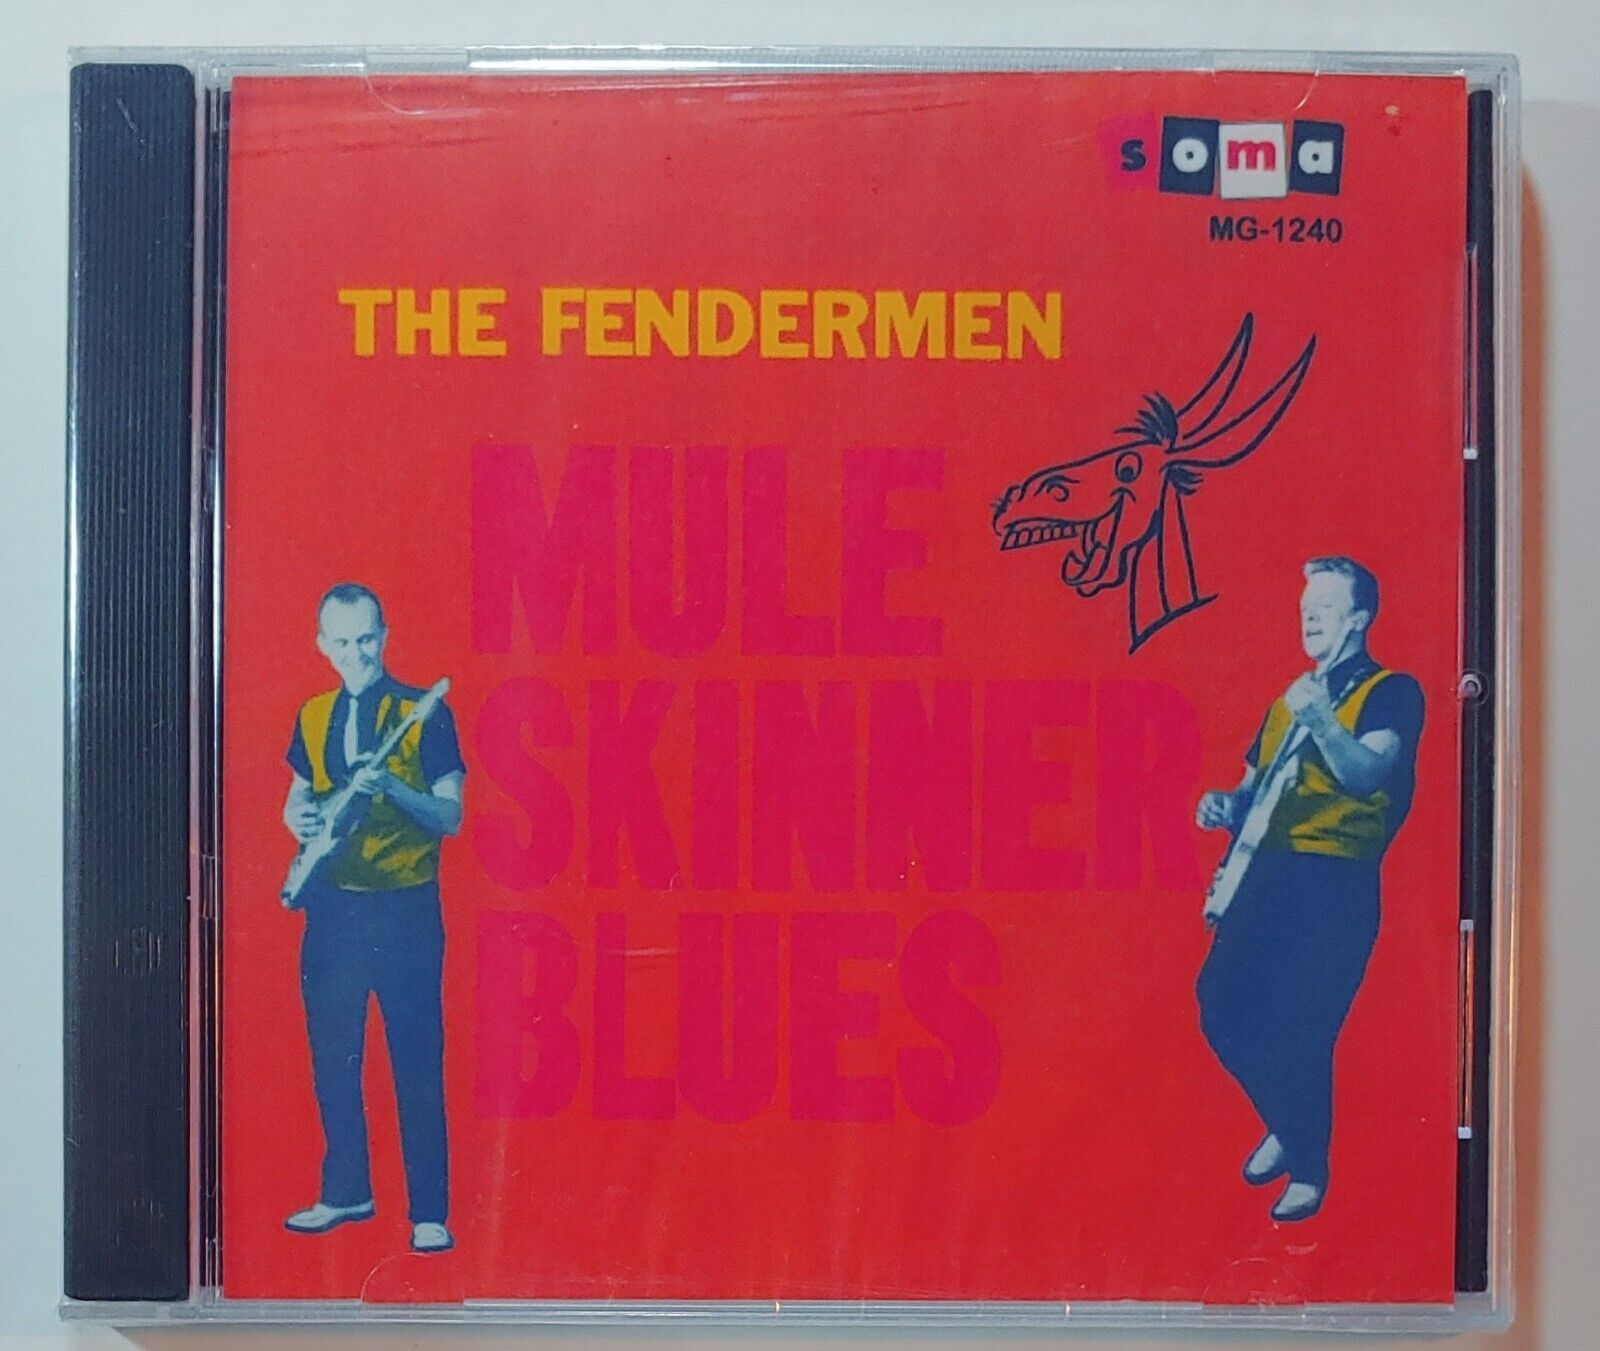 soma
MG-1240
THE FENDERMEN
MULE
SKINNER
BLUES